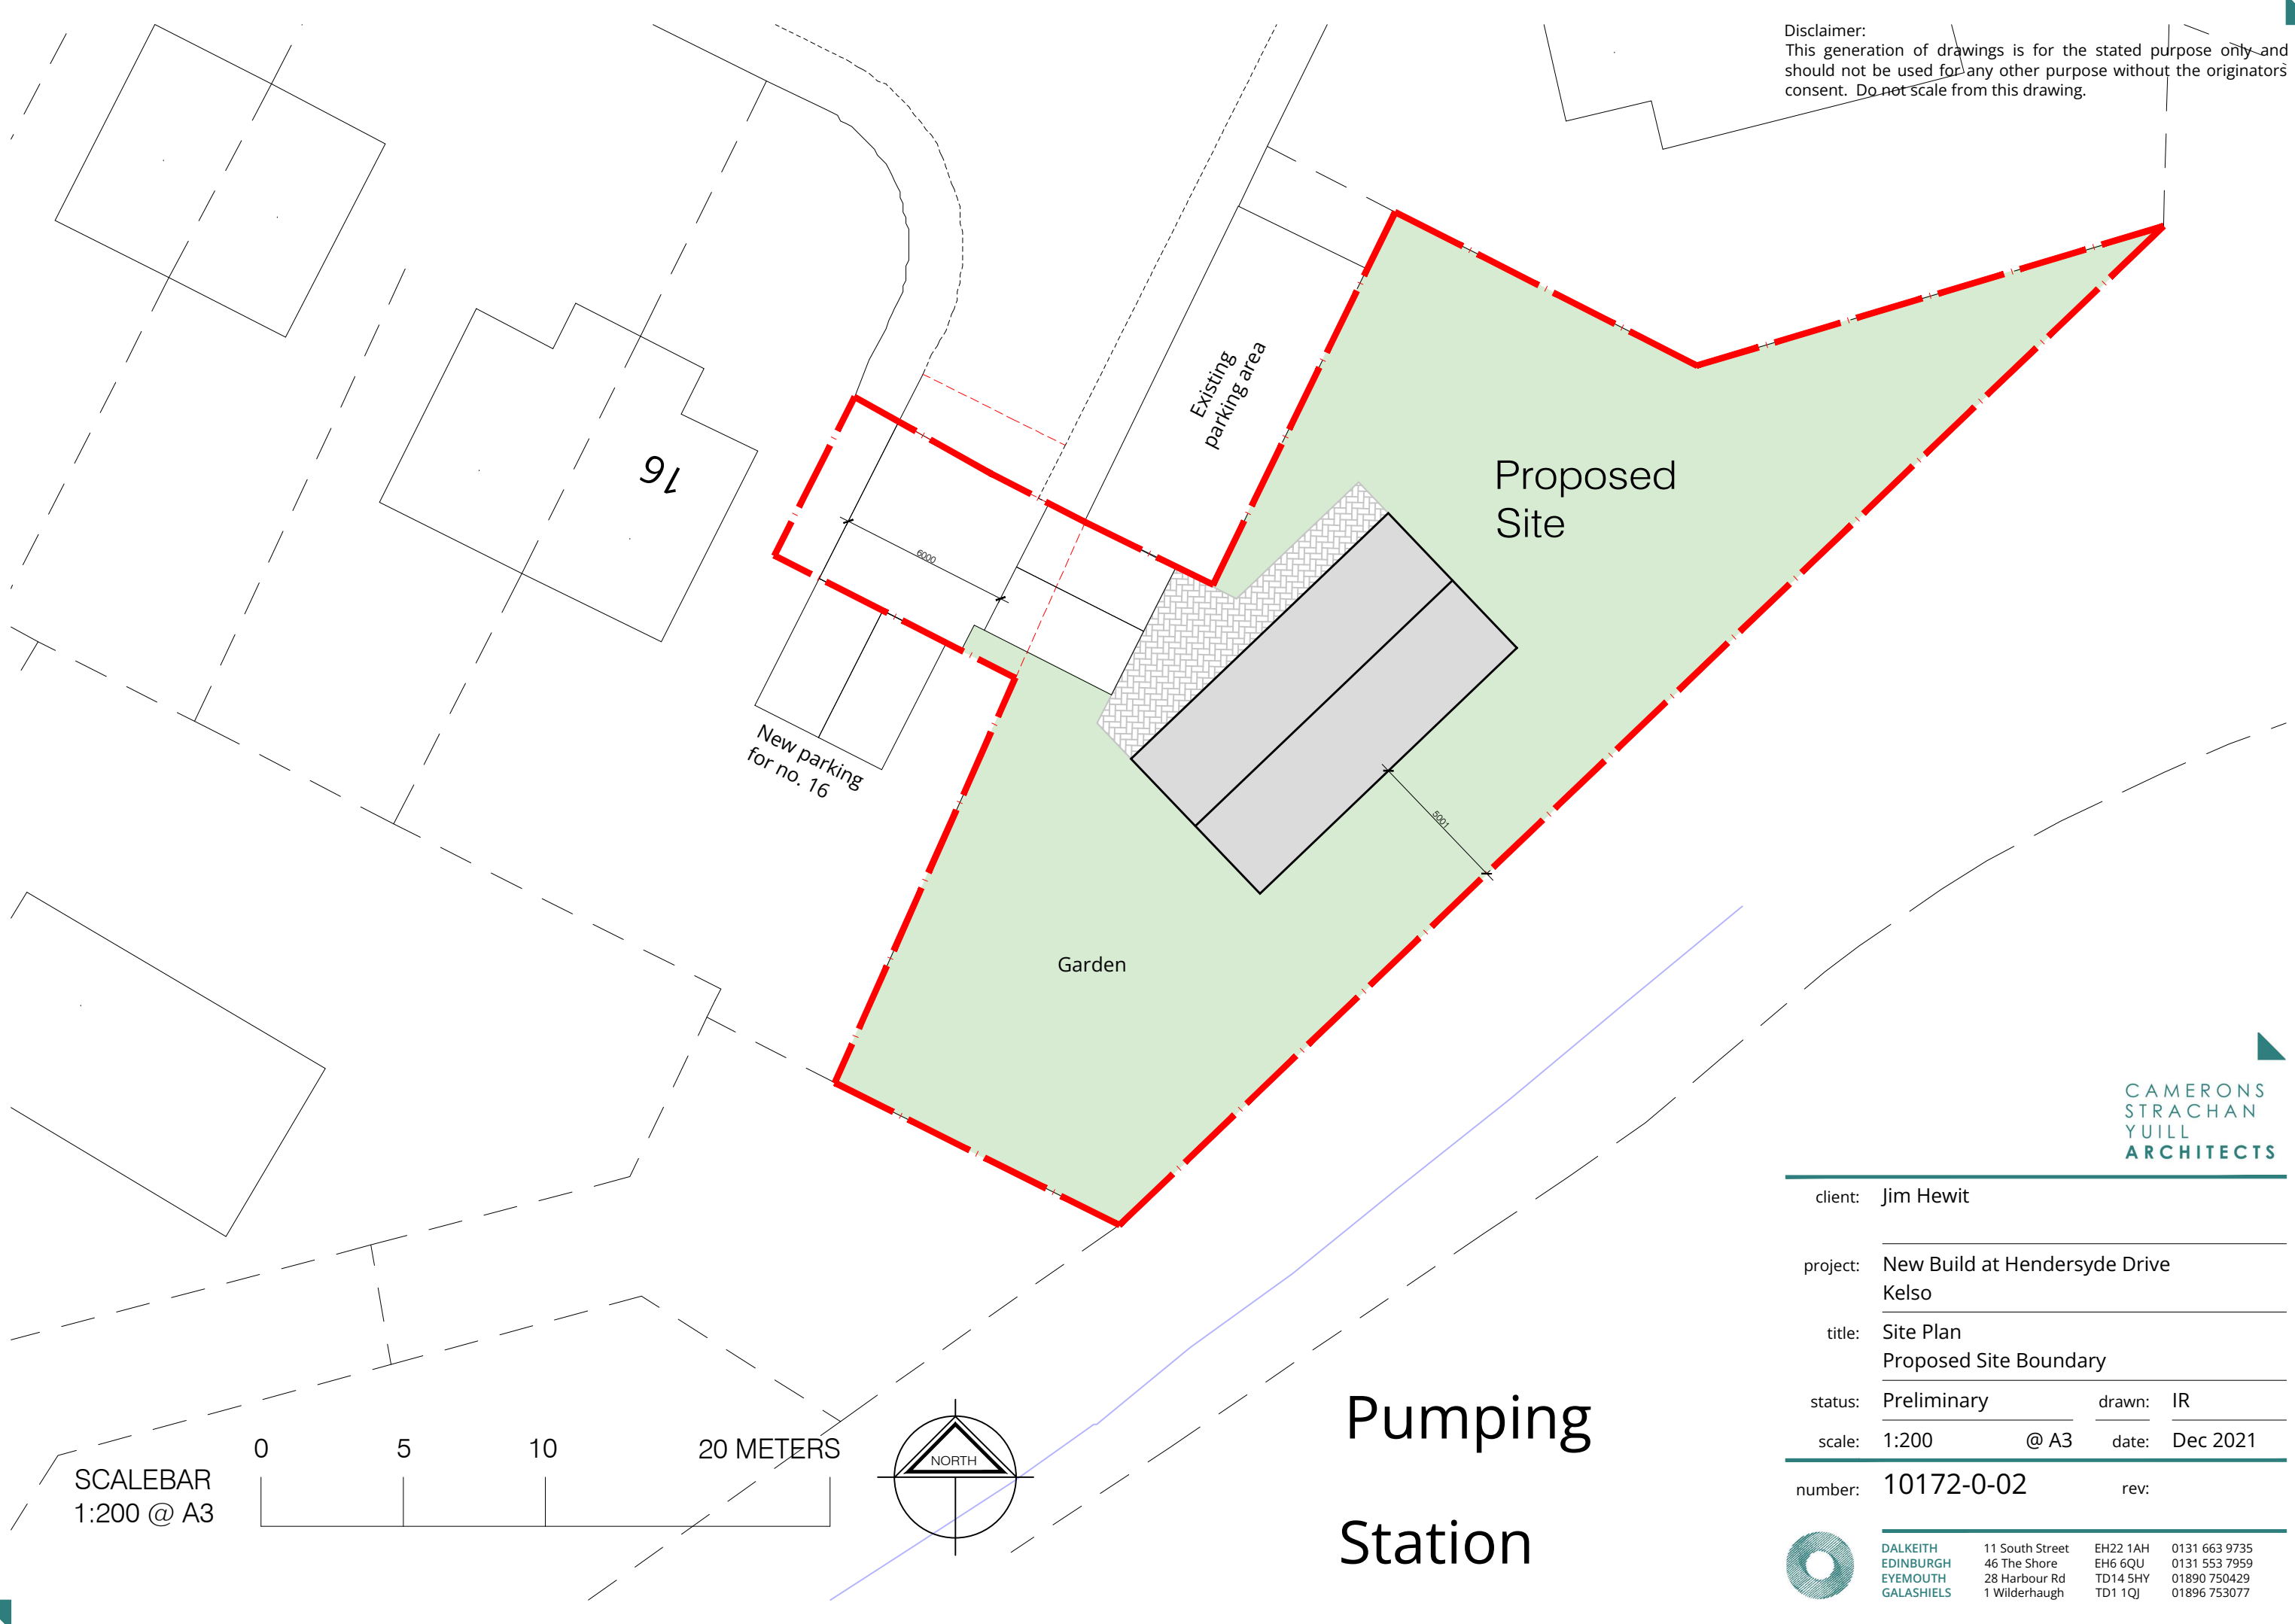 Disclaimer:
This generation of drawings is for the stated purpose only and
should not be used for any other purpose without the originators
consent. Do not scale from this drawing.
Existing
parking area
16
6000
Proposed
Site
New parking
for no. 16
5001
Garden
CAMERONS
STRACHAN
YUILL
ARCHITECTS
client: Jim Hewit
project: New Build at Hendersyde Drive
Kelso
title: Site Plan
Proposed Site Boundary
status: Preliminary drawn: IR
scale: 1:200 @ A3 date: Dec 2021
number: 10172-0-02 rev:
DALKEITH 11 South Street EH22 1AH 0131 663 9735
EDINBURGH 46 The Shore EH6 6QU 0131 553 7959
EYEMOUTH 28 Harbour Rd TD14 5HY 01890 750429
GALASHIELS 1 Wilderhaugh TD1 1QJ 01896 753077
Pumping
Station
0 5 10 20 METERS
SCALEBAR
1:200 @ A3
NORTH